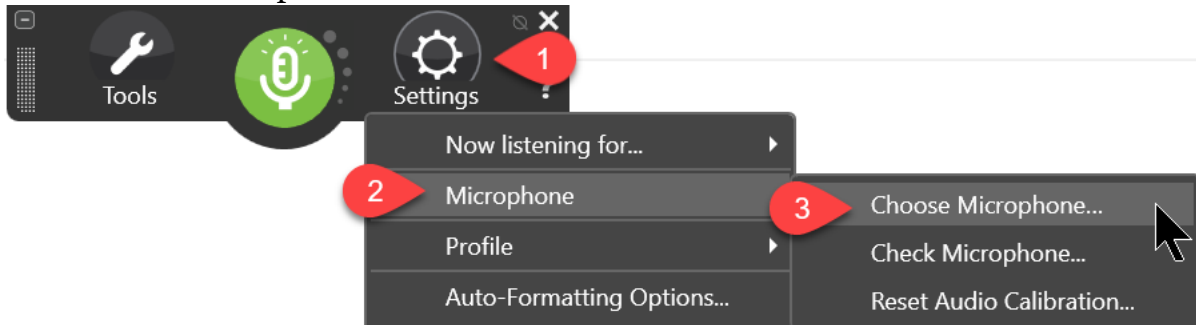 Tools
Settings
1
Now listening for...
2
Microphone
3
Choose Microphone...
Profile
Check Microphone...
Auto-Formatting Options...
Reset Audio Calibration...